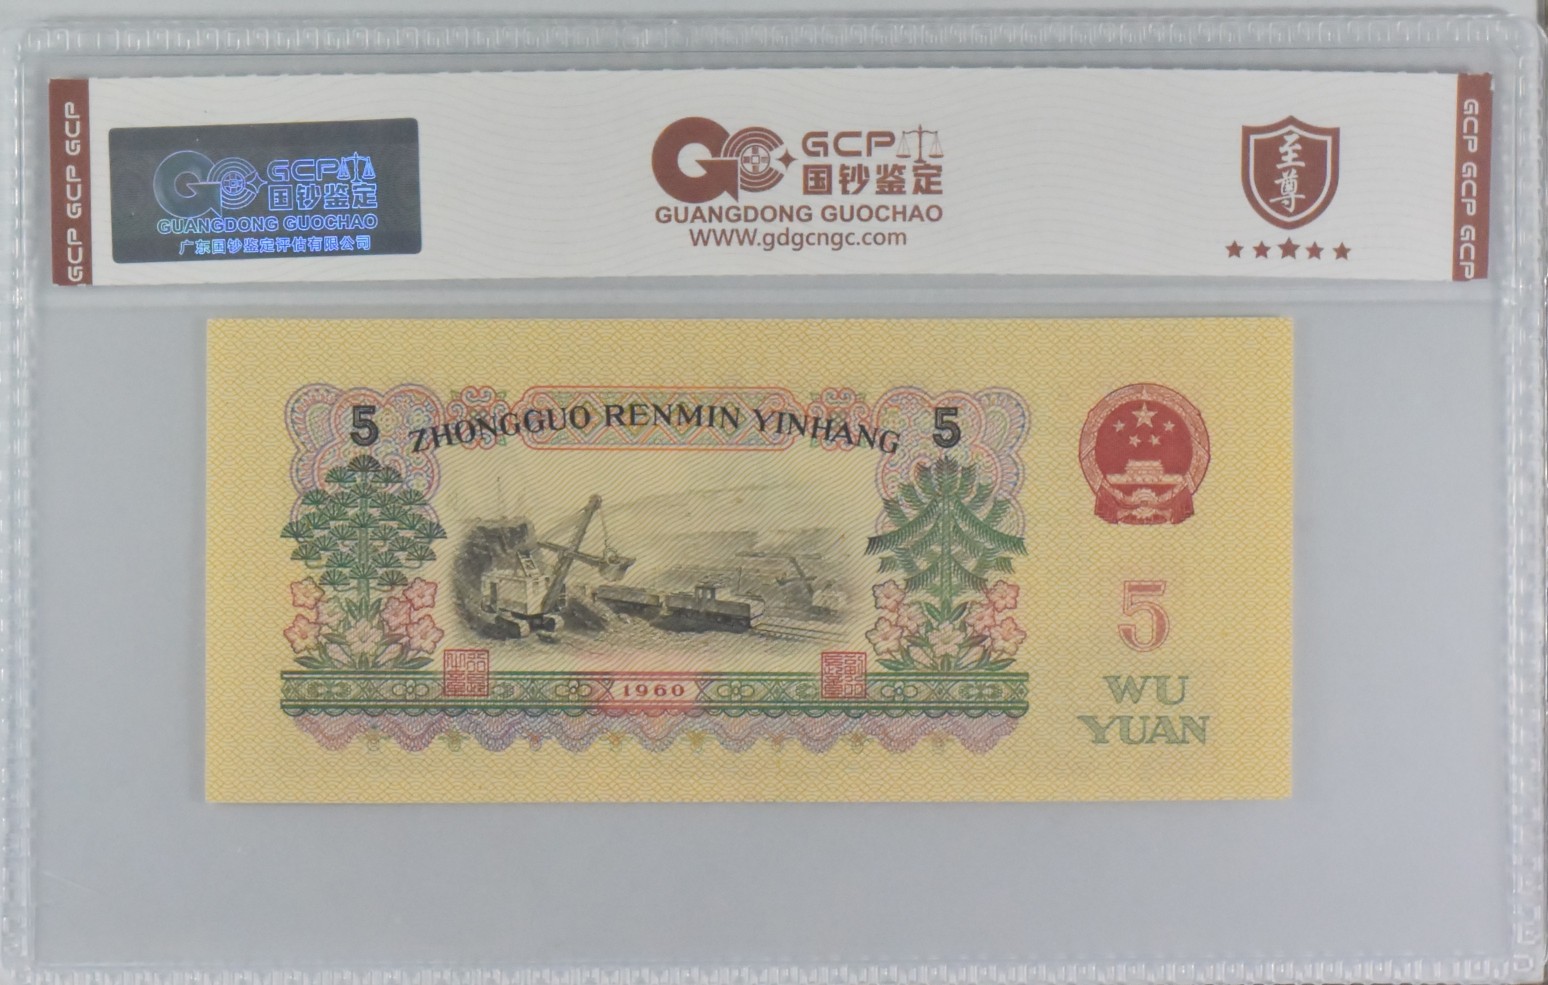 GCP GCP GCP
GCP
国钞鉴定
GUANGDONG GUOCHAO
广东国钞鉴定评估有限公司
GCP
国钞鉴定
GUANGDONG GUOCHAO
WWW.gdgcngc.com
至尊
GCP GCP GCP
5
ZHONGGUO RENMIN YINHANG
5
5
WU
YUAN
1960